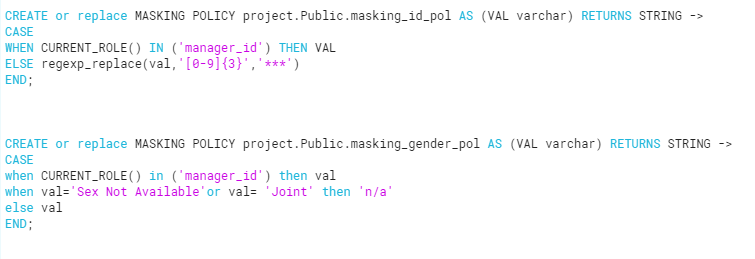 CREATE or replace MASKING POLICY project.Public.masking_id_pol AS (VAL varchar) RETURNS STRING ->
CASE
WHEN CURRENT_ROLE() IN ('manager_id') THEN VAL
ELSE regexp_replace(val,'[0-9]{3}','***')
END;
CREATE or replace MASKING POLICY project.Public.masking_gender_pol AS (VAL varchar) RETURNS STRING ->
CASE
when CURRENT_ROLE() in ('manager_id') then val
when val='Sex Not Available'or val= 'Joint' then 'n/a'
else val
END;